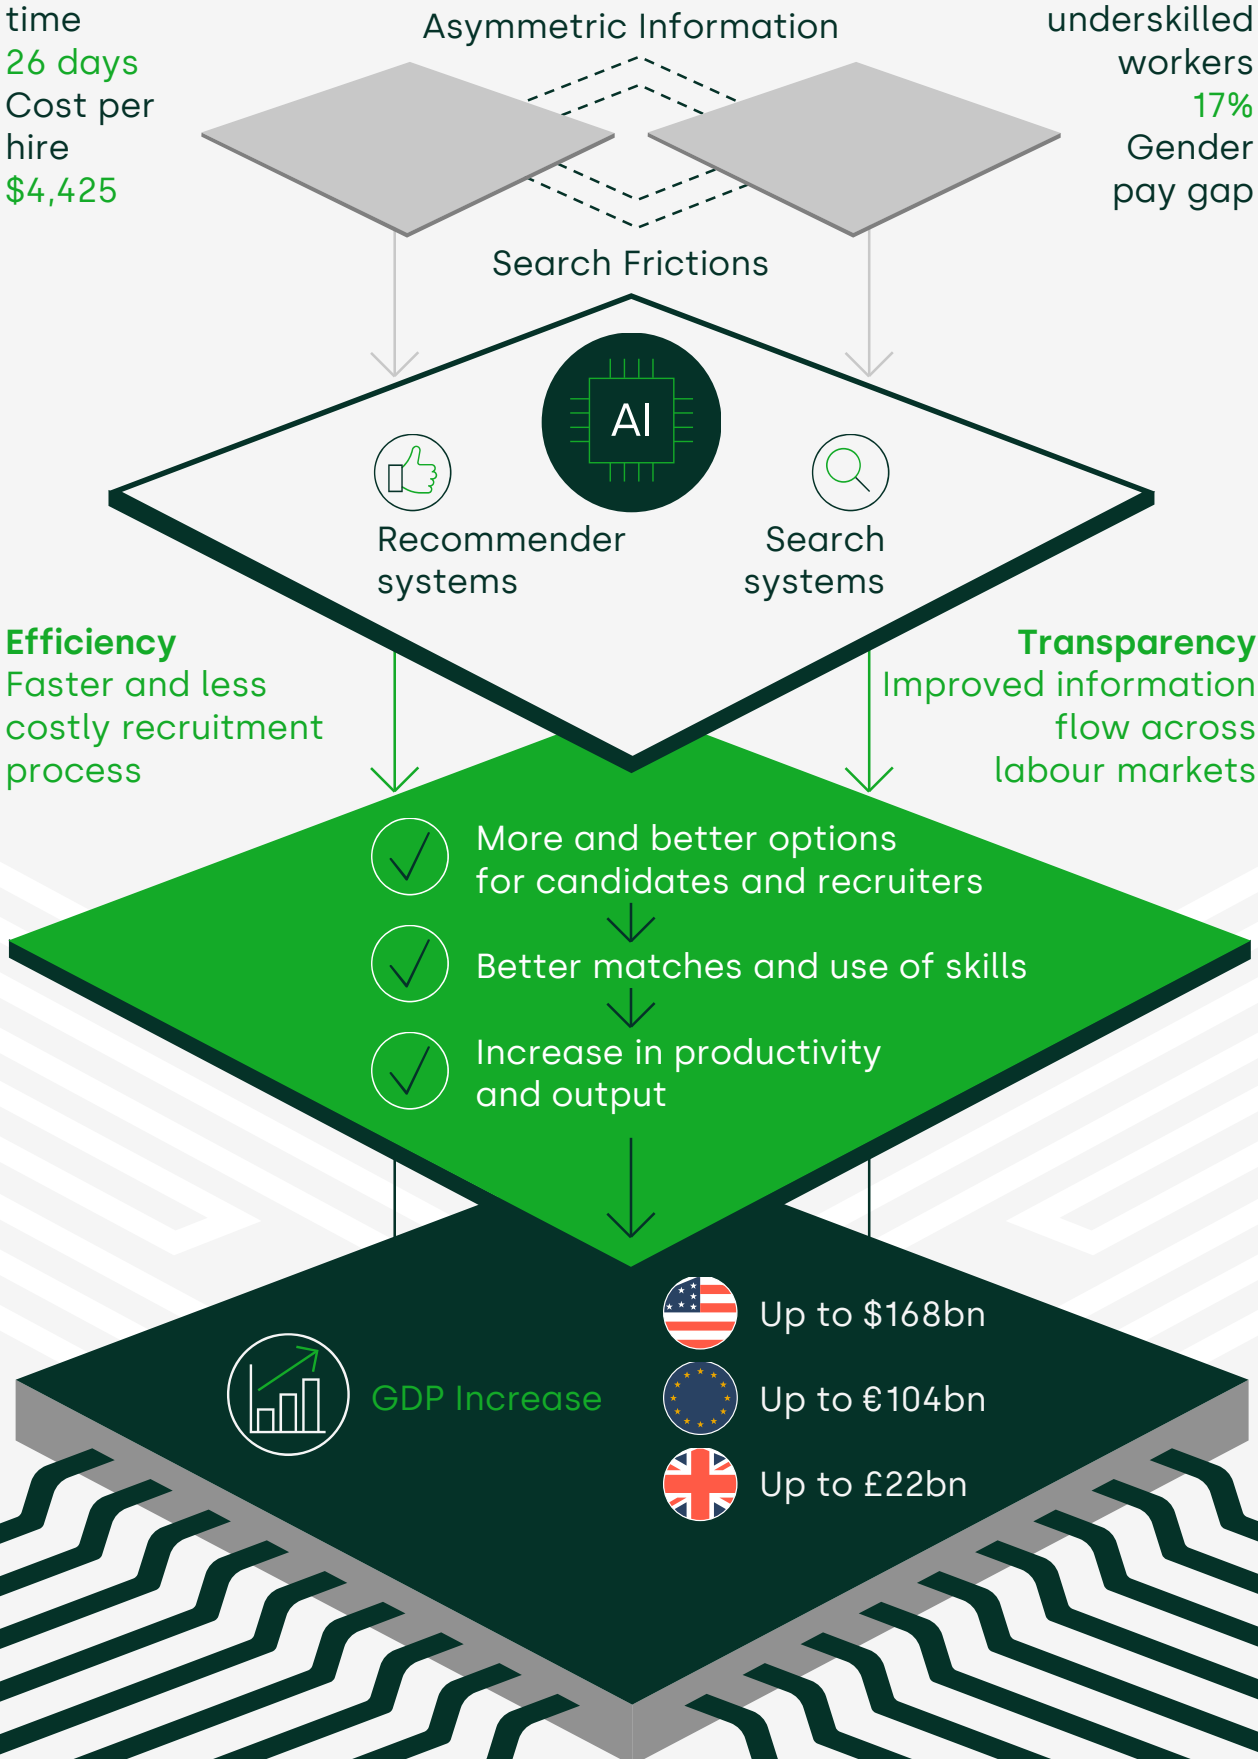 time
26 days
Cost per
hire
$4,425
Asymmetric Information
underskilled
workers
17%
Gender
pay gap
Search Frictions
AI
Recommender
systems
Search
systems
Efficiency
Faster and less
costly recruitment
process
Transparency
Improved information
flow across
labour markets
More and better options
for candidates and recruiters
Better matches and use of skills
Increase in productivity
and output
GDP Increase
Up to $168bn
Up to €104bn
Up to £22bn